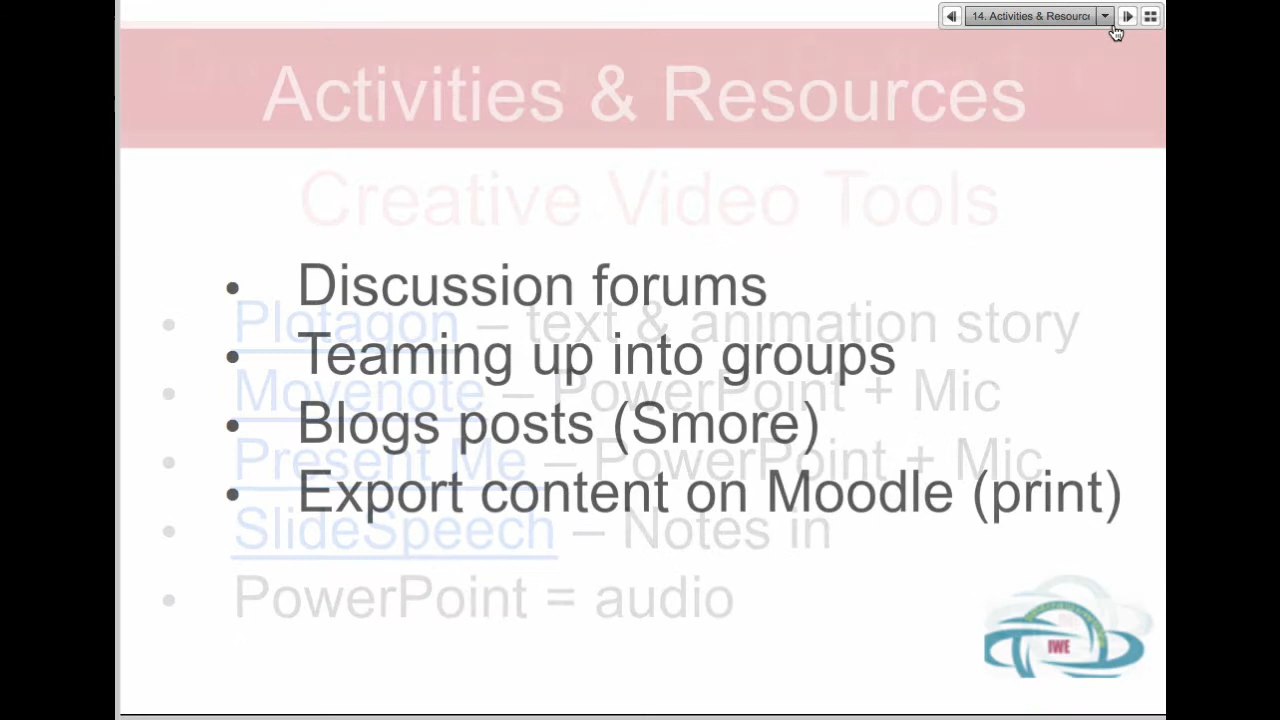 14. Activities & Resourc
Activities & Resources
Creative Video Tools
• Discussion forums
• Plotagon – text & animation story
• Teaming up into groups
• Movenote – PowerPoint + Mic
• Blogs posts (Smore)
• Present Me – PowerPoint + Mic
• Export content on Moodle (print)
• SlideSpeech – Notes in
• PowerPoint = audio
IWE